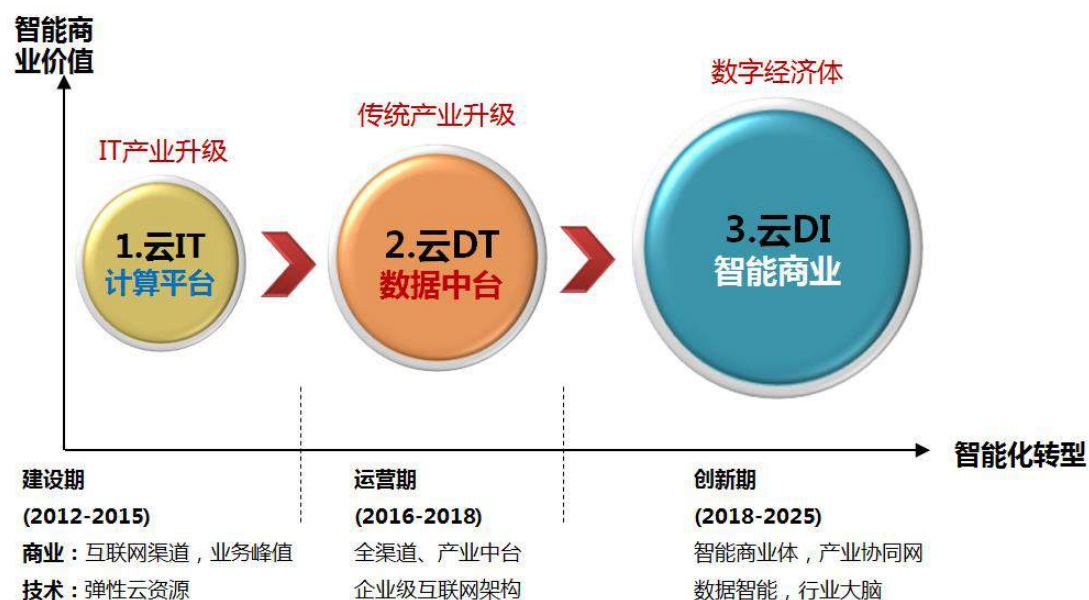 智能商
业价值
数字经济体
传统产业升级
IT产业升级
1.云IT
计算平台
2.云DT
数据中台
3.云DI
智能商业
智能化转型
建设期
(2012-2015)
商业：互联网渠道，业务峰值
技术：弹性云资源
运营期
(2016-2018)
全渠道、产业中台
企业级互联网架构
创新期
(2018-2025)
智能商业体，产业协同网
数据智能，行业大脑